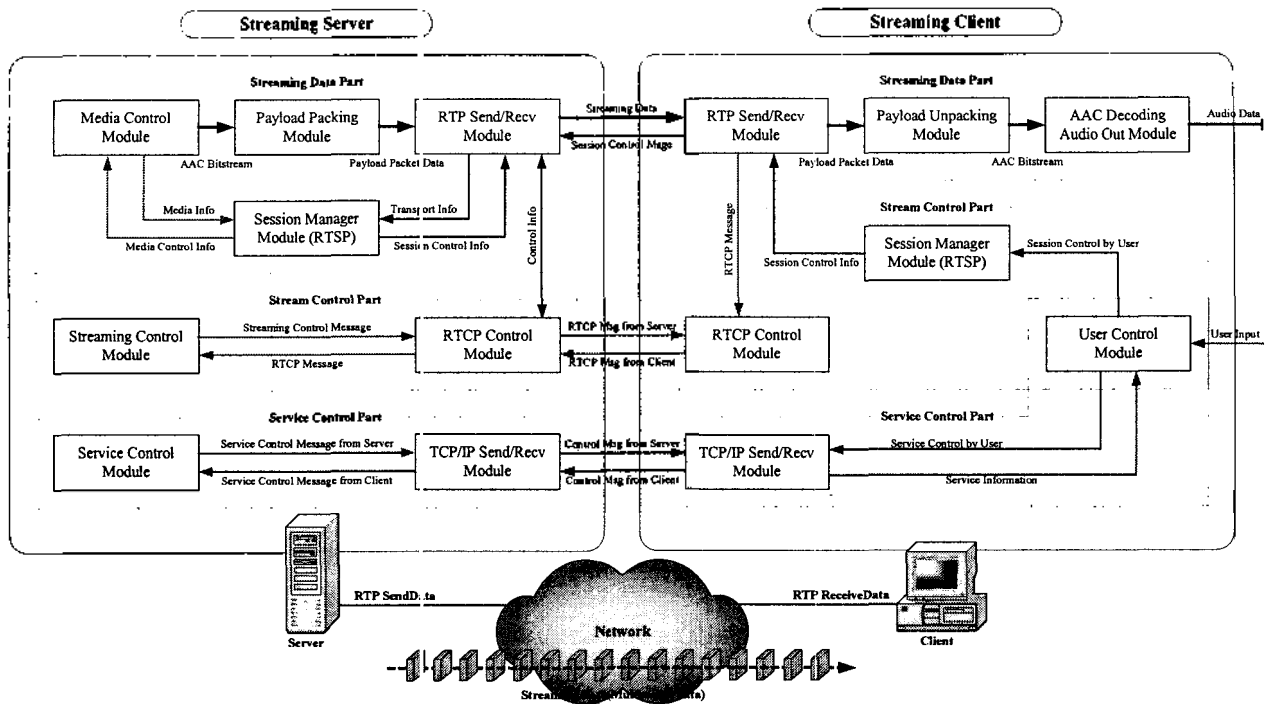 Streaming Server
Streaming Client
Streaming Data Part
Media Control
Module
Payload Packing
Module
RTP Send/Recv
Module
AAC Bitstream
Payload Packet Data
Media Info
Media Control Info
Session Manager
Module (RTSP)
Transport Info
Session Control Info
Control Info
Streaming Data
Session Control Msgs
Streaming Data Part
RTP Send/Recv
Module
Payload Unpacking
Module
AAC Decoding
Audio Out Module
Audio Data
Payload Packet Data
AAC Bitstream
RTCP Message
Stream Control Part
Session Manager
Module (RTSP)
Session Control Info
Session Control by User
Stream Control Part
Streaming Control
Module
Streaming Control Message
RTCP Message
RTCP Control
Module
RTCP Msg from Server
RTCP Msg from Client
RTCP Control
Module
User Control
Module
User Input
Service Control Part
Service Control
Module
Service Control Message from Server
Service Control Message from Client
TCP/IP Send/Recv
Module
Control Msg from Server
Control Msg from Client
Service Control Part
TCP/IP Send/Recv
Module
Service Control by User
Service Information
RTP SendData
RTP ReceiveData
Server
Network
Client